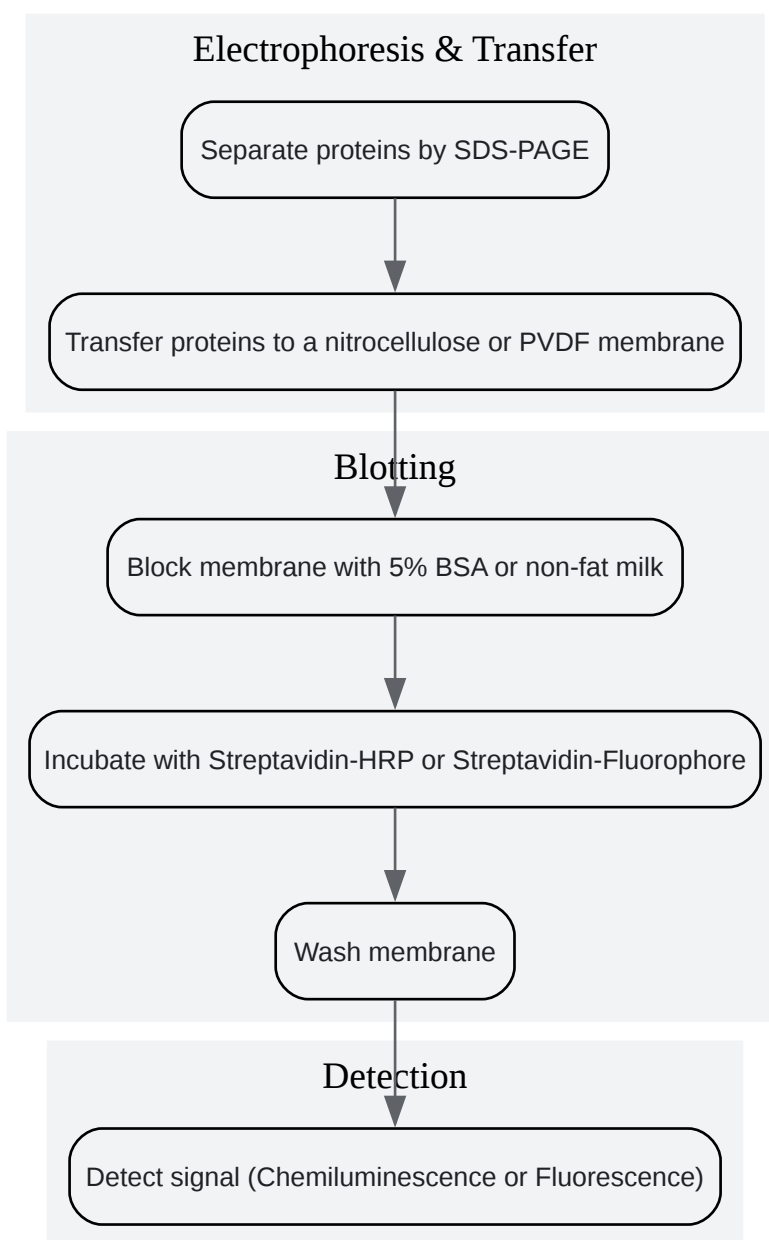 Electrophoresis & Transfer
Separate proteins by SDS-PAGE
Transfer proteins to a nitrocellulose or PVDF membrane
Blotting
Block membrane with 5% BSA or non-fat milk
Incubate with Streptavidin-HRP or Streptavidin-Fluorophore
Wash membrane
Detection
Detect signal (Chemiluminescence or Fluorescence)